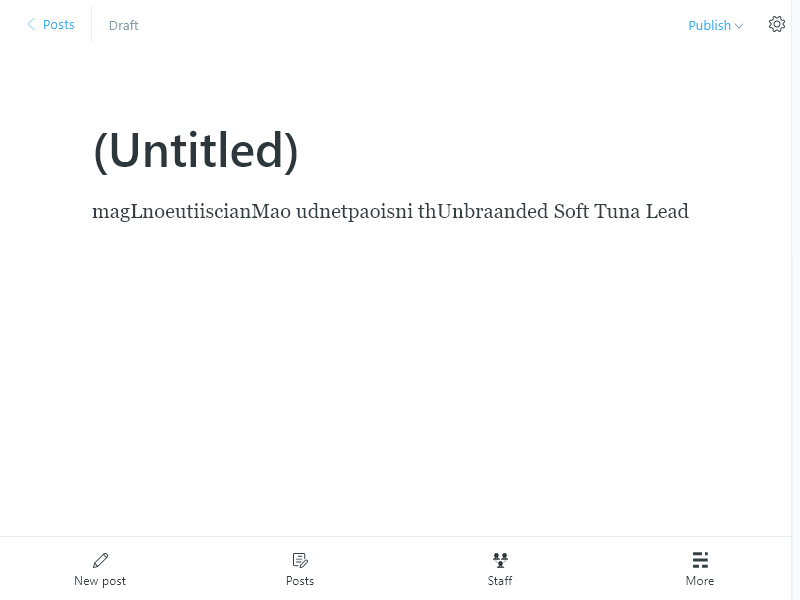 Posts
Draft
Publish
(Untitled)
magLnoeutiiscianMao udnetpaoisni thUnbraanded Soft Tuna Lead
New post
Posts
Staff
More